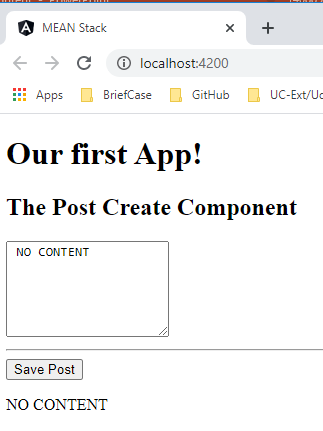 MEAN Stack
localhost:4200
Apps BriefCase GitHub UC-Ext/Uc
Our first App!
The Post Create Component
NO CONTENT
Save Post
NO CONTENT